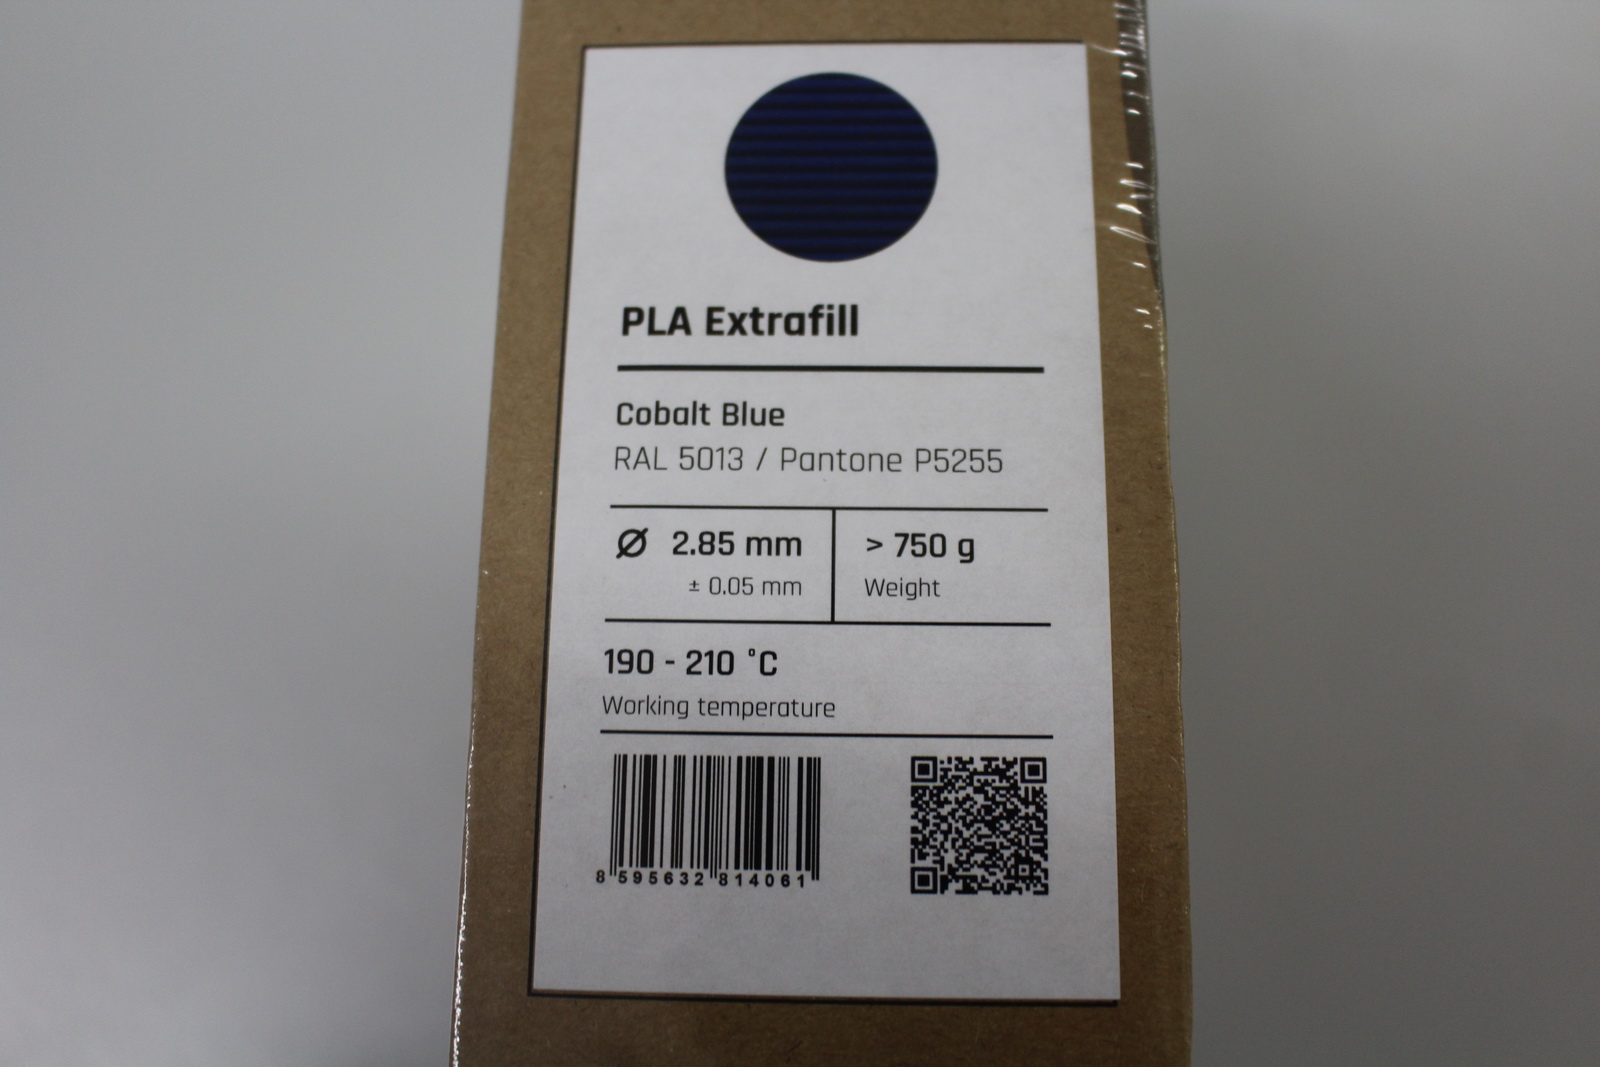 PLA Extrafill
Cobalt Blue
RAL 5013 / Pantone P5255
Ø 2.85 mm
± 0.05 mm
> 750 g
Weight
190 - 210 °C
Working temperature
8 595632 814061